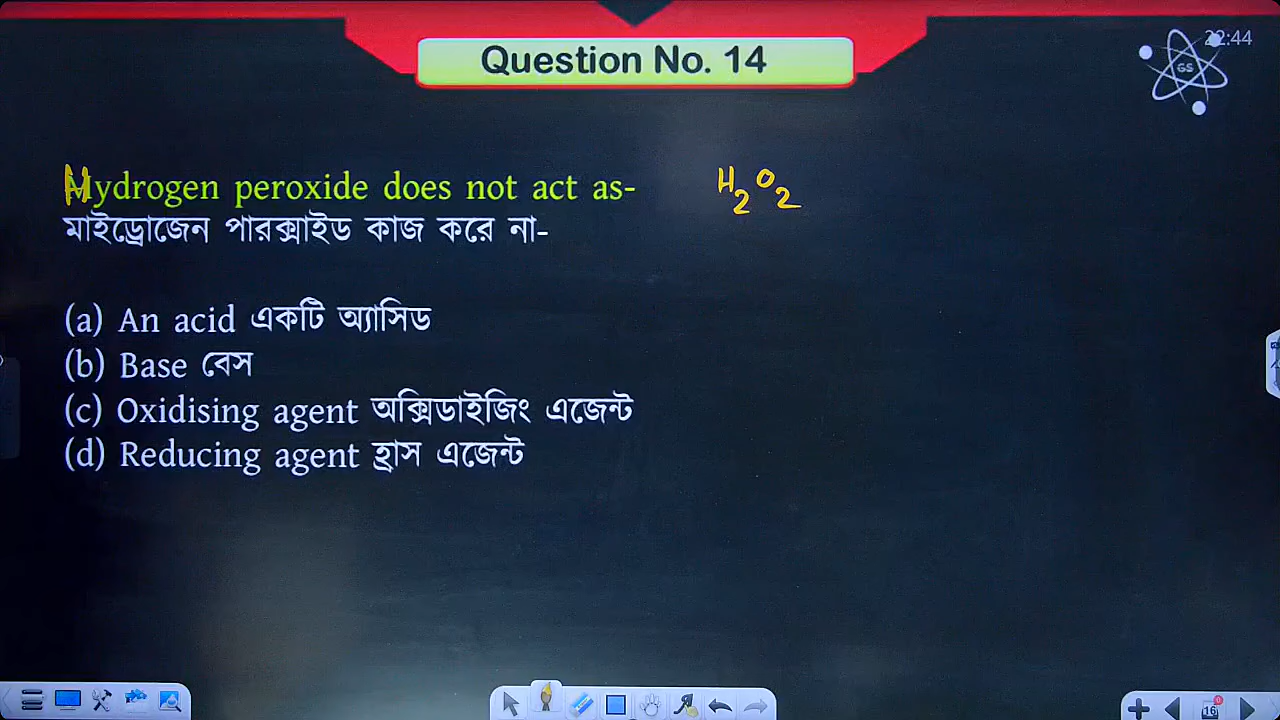 Question No. 14
22:44
GS
Hydrogen peroxide does not act as-
H2O2
মাইড্রোজেন পারক্সাইড কাজ করে না-
(a) An acid একটি অ্যাসিড
(b) Base বেস
(c) Oxidising agent অক্সিডাইজিং এজেন্ট
(d) Reducing agent হ্রাস এজেন্ট
16